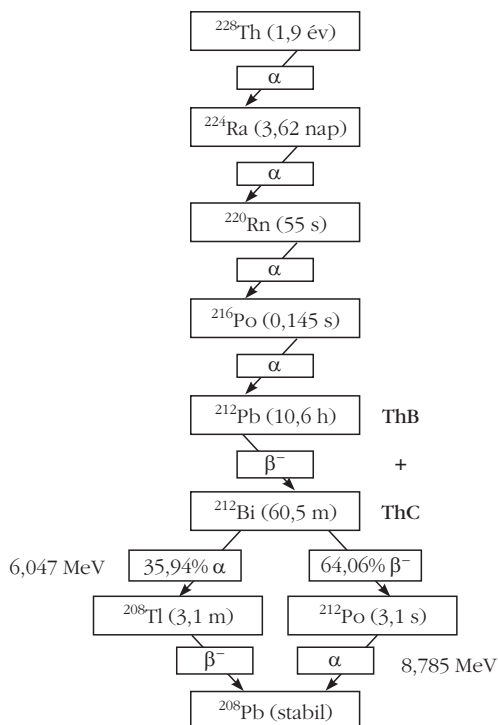 ²²⁸Th (1,9 év)
α
²²⁴Ra (3,62 nap)
α
²²⁰Rn (55 s)
α
²¹⁶Po (0,145 s)
α
²¹²Pb (10,6 h) ThB
β⁻ +
²¹²Bi (60,5 m) ThC
6,047 MeV 35,94% α 64,06% β⁻
²⁰⁸Tl (3,1 m) ²¹²Po (3,1 s)
β⁻ α 8,785 MeV
²⁰⁸Pb (stabil)